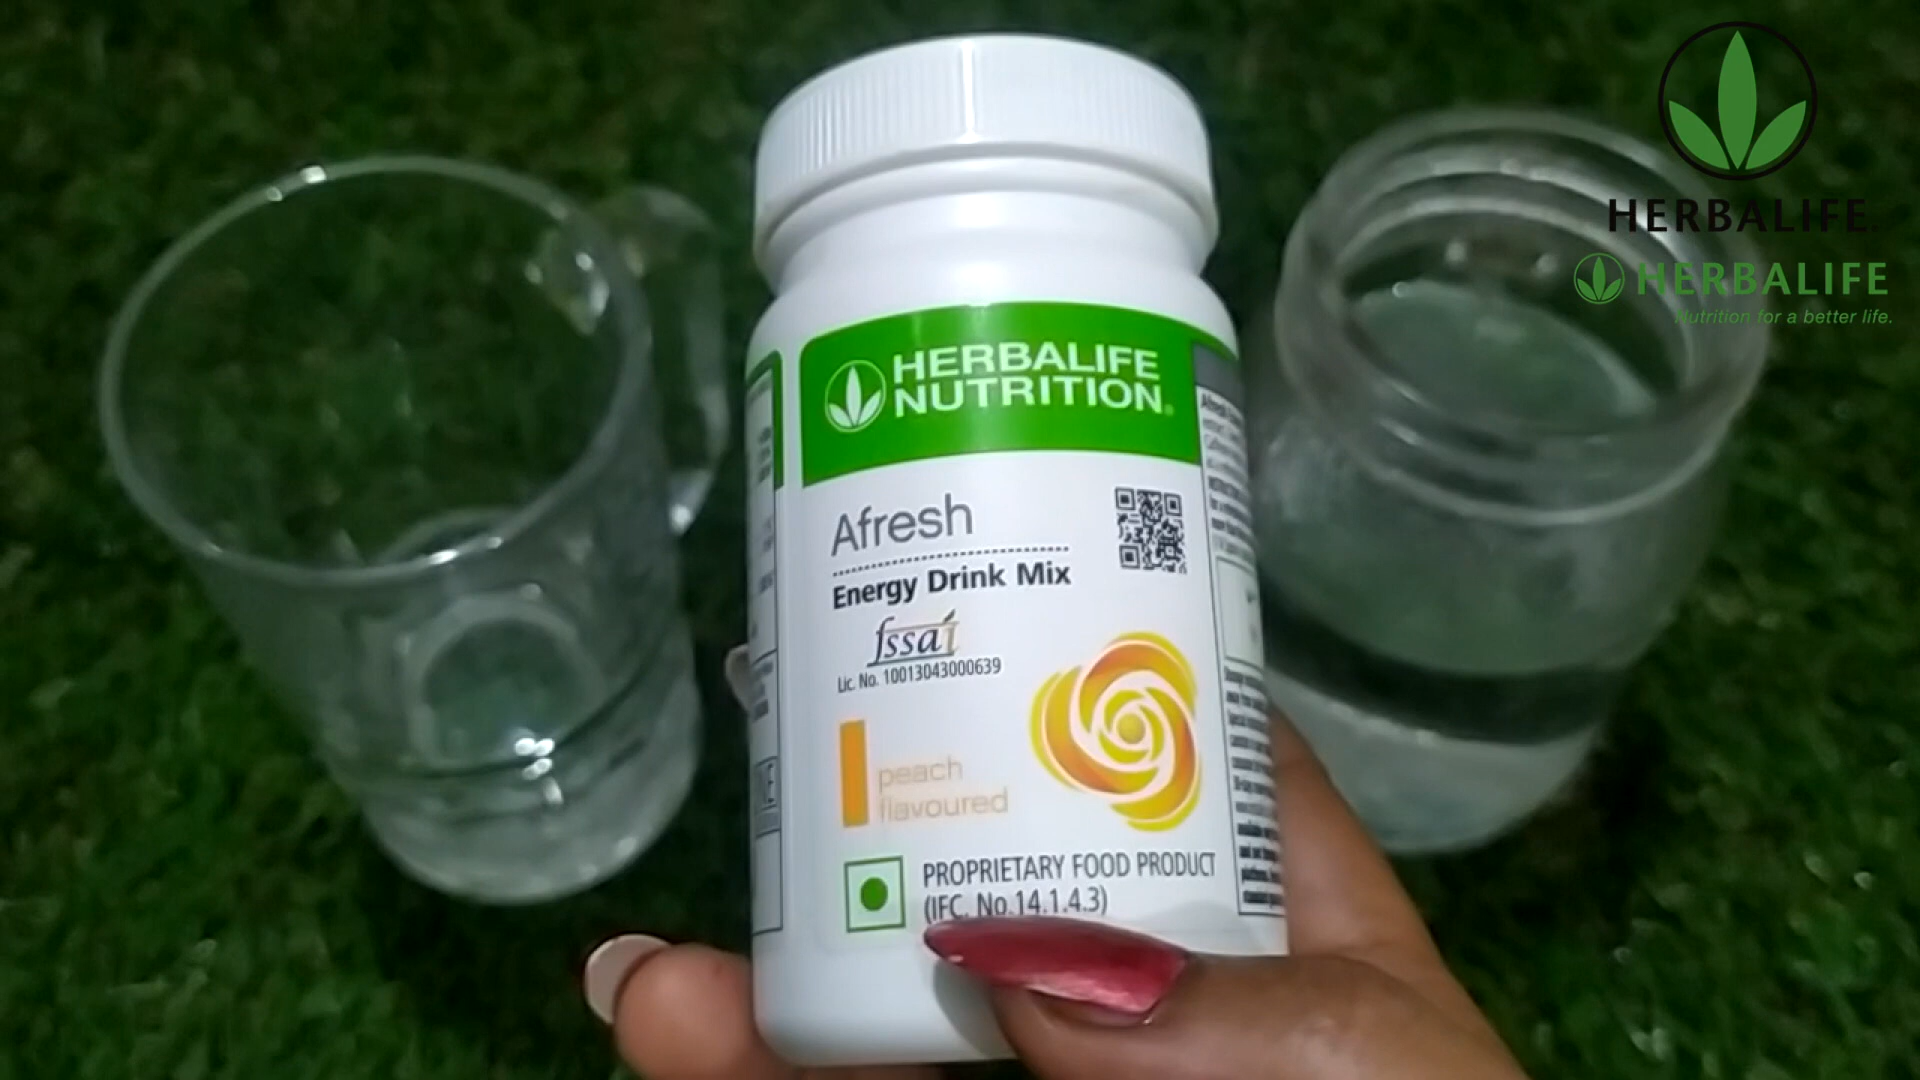 HERBALIFE
NUTRITION
Afresh
Energy Drink Mix
fssai
Lic. No. 10013043000639
peach
flavoured
PROPRIETARY FOOD PRODUCT
(IFC. No.14.1.4.3)
HERBALIFE
HERBALIFE
Nutrition for a better life.